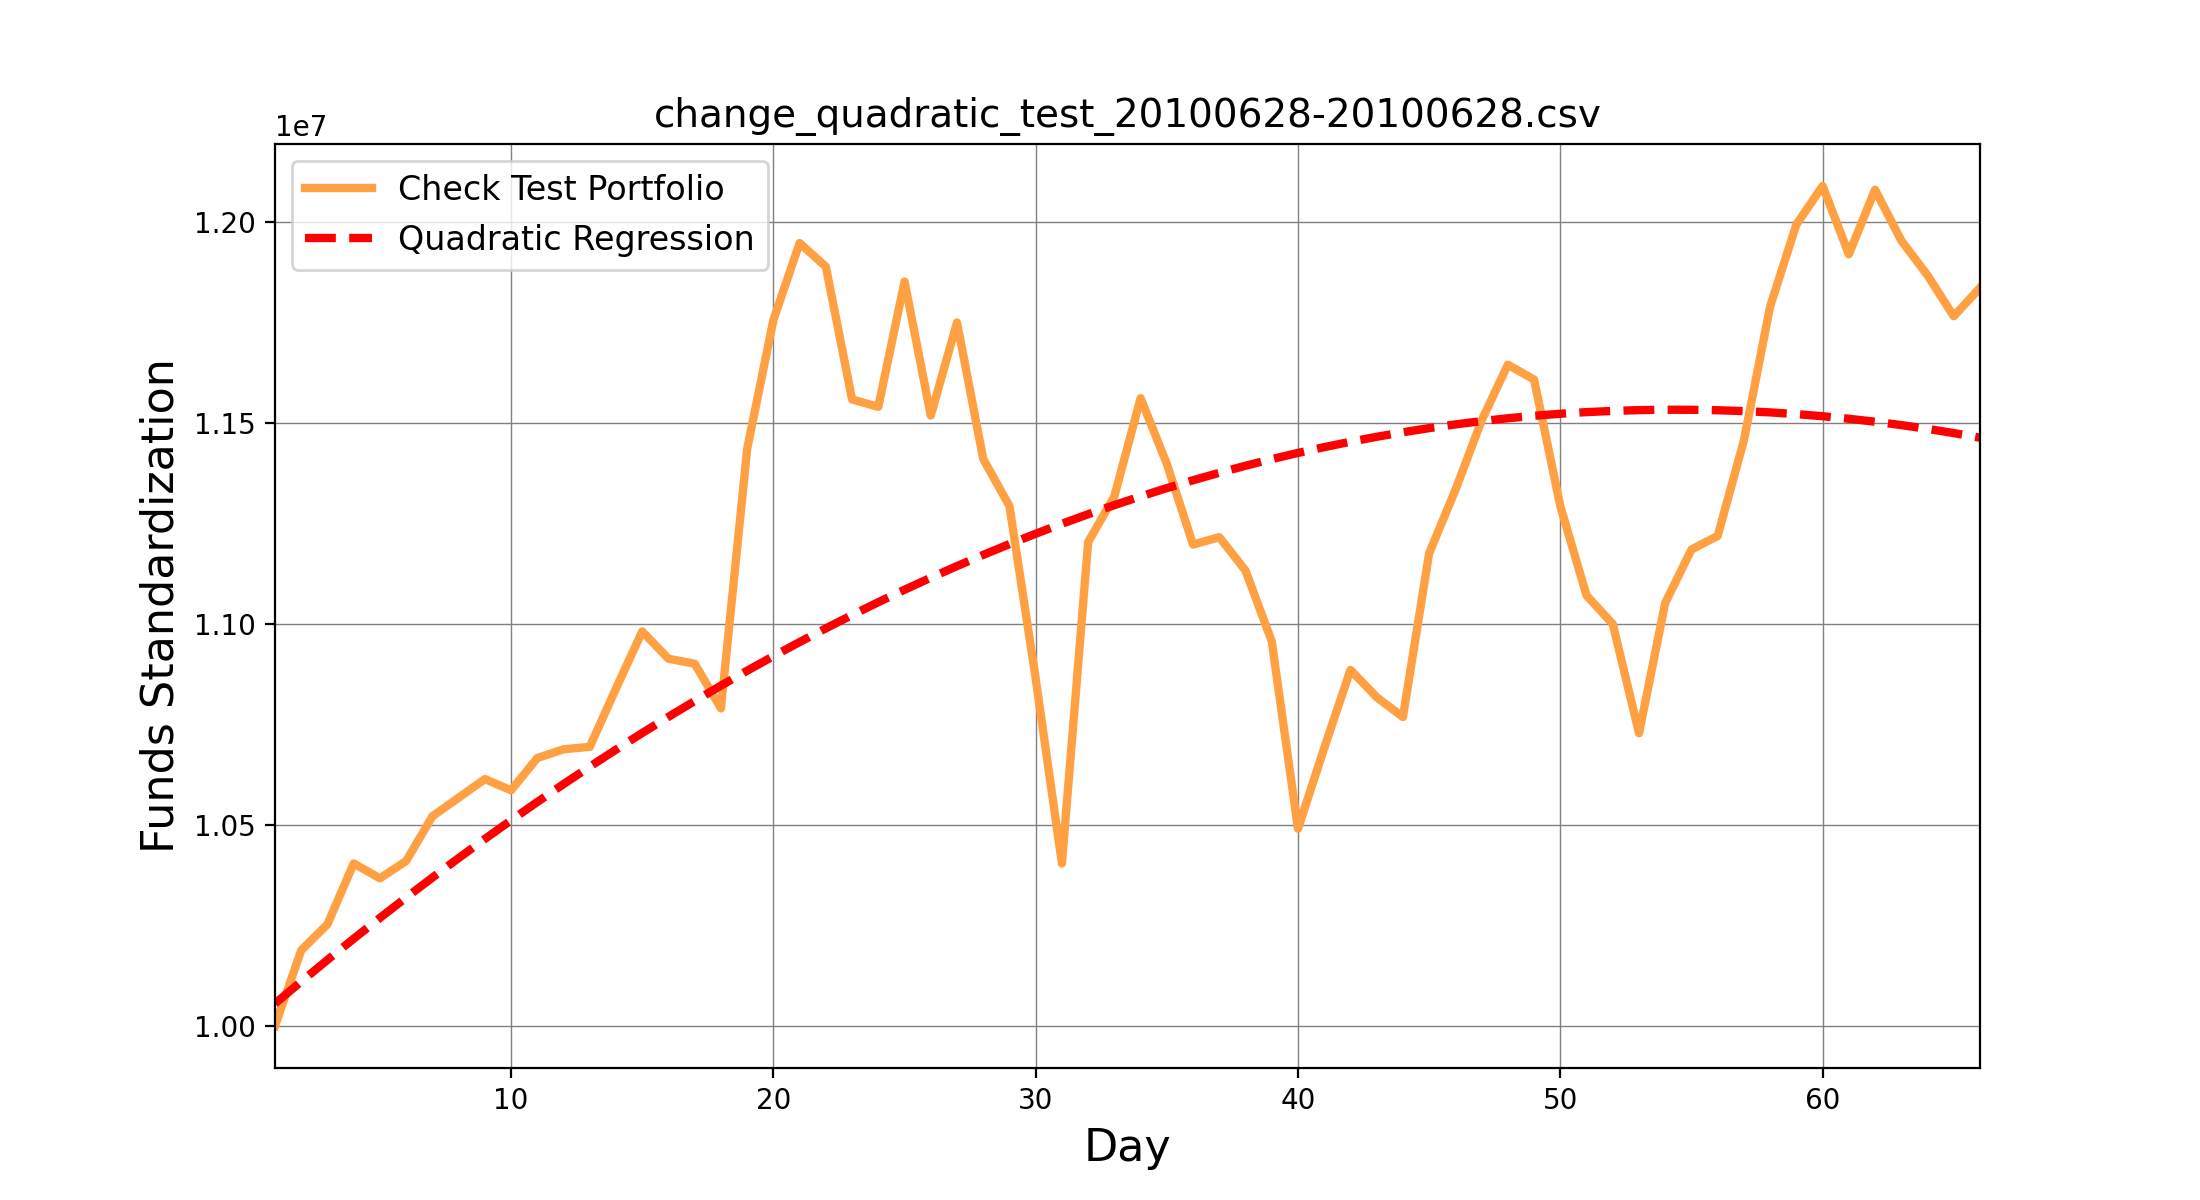 change_quadratic_test_20100628-20100628.csv
1e7
Check Test Portfolio
Quadratic Regression
1.20
1.15
1.10
1.05
1.00
Funds Standardization
10 20 30 40 50 60
Day